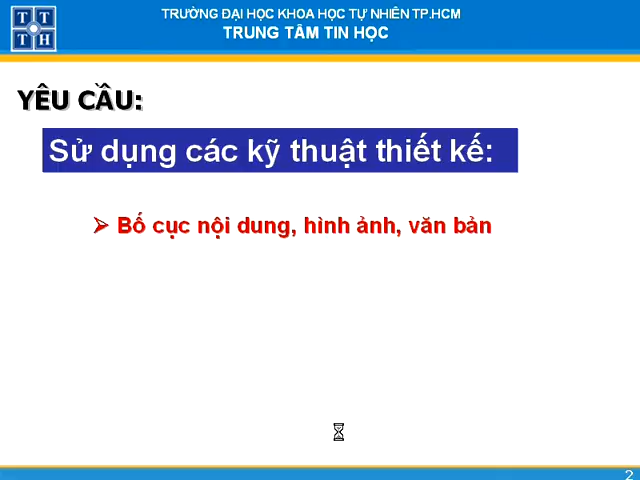 TRƯỜNG ĐẠI HỌC KHOA HỌC TỰ NHIÊN TP.HCM
TRUNG TÂM TIN HỌC
T T
T H
YÊU CẦU:
Sử dụng các kỹ thuật thiết kế:
Bố cục nội dung, hình ảnh, văn bản
2